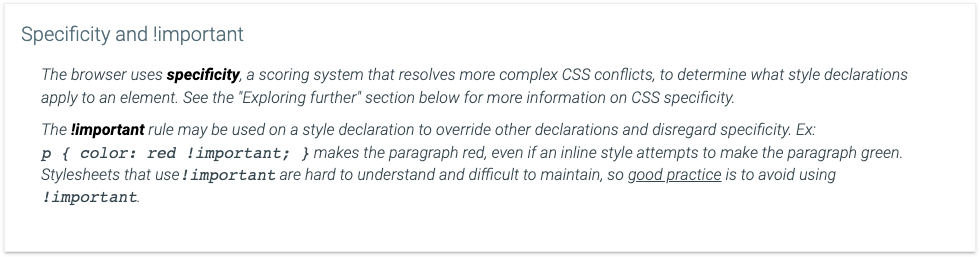 Specificity and !important
The browser uses specificity, a scoring system that resolves more complex CSS conflicts, to determine what style declarations
apply to an element. See the "Exploring further" section below for more information on CSS specificity.
The !important rule may be used on a style declaration to override other declarations and disregard specificity. Ex:
p { color: red !important; } makes the paragraph red, even if an inline style attempts to make the paragraph green.
Stylesheets that use !important are hard to understand and difficult to maintain, so good practice is to avoid using
!important.